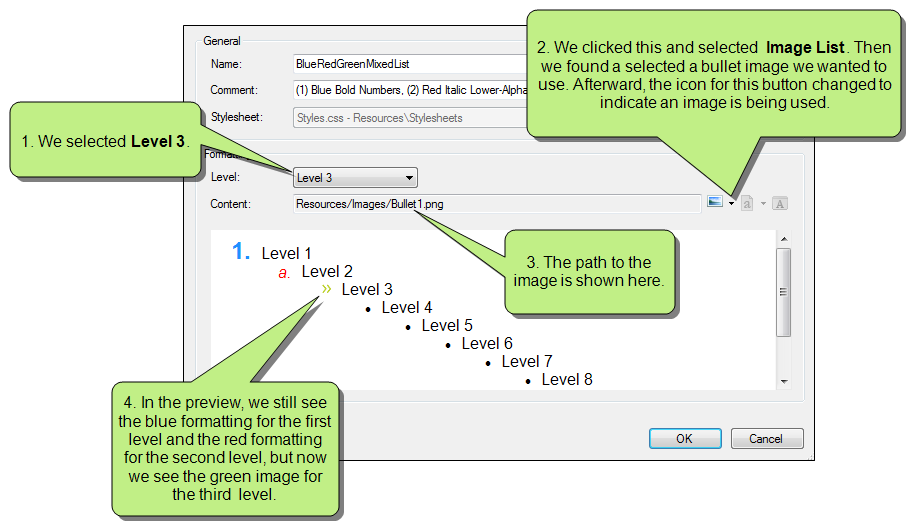 General
Name:
BlueRedGreenMixedList
Comment:
(1) Blue Bold Numbers, (2) Red Italic Lower-Alpha
Stylesheet:
Styles.css - Resources\Stylesheets
2. We clicked this and selected Image List. Then
we found a selected a bullet image we wanted to
use. Afterward, the icon for this button changed to
indicate an image is being used.
1. We selected Level 3.
Level:
Level 3
Content:
Resources/Images/Bullet1.png
a
A
3. The path to the
image is shown here.
1. Level 1
a. Level 2
» Level 3
• Level 4
• Level 5
• Level 6
• Level 7
• Level 8
4. In the preview, we still see
the blue formatting for the first
level and the red formatting
for the second level, but now
we see the green image for
the third level.
OK
Cancel